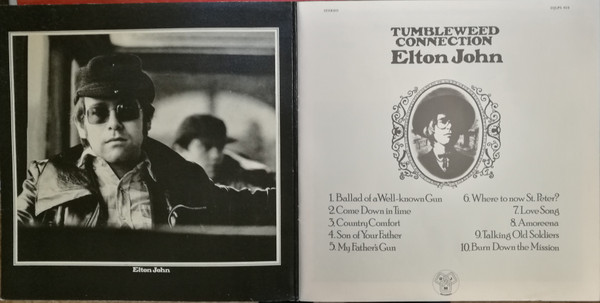 Elton John
STEREO
TUMBLEWEED
CONNECTION
Elton John
1. Ballad of a Well-known Gun
2. Come Down in Time
3. Country Comfort
4. Son of Your Father
5. My Father's Gun
6. Where to now St. Peter?
7. Love Song
8. Amoreena
9. Talking Old Soldiers
10. Burn Down the Mission